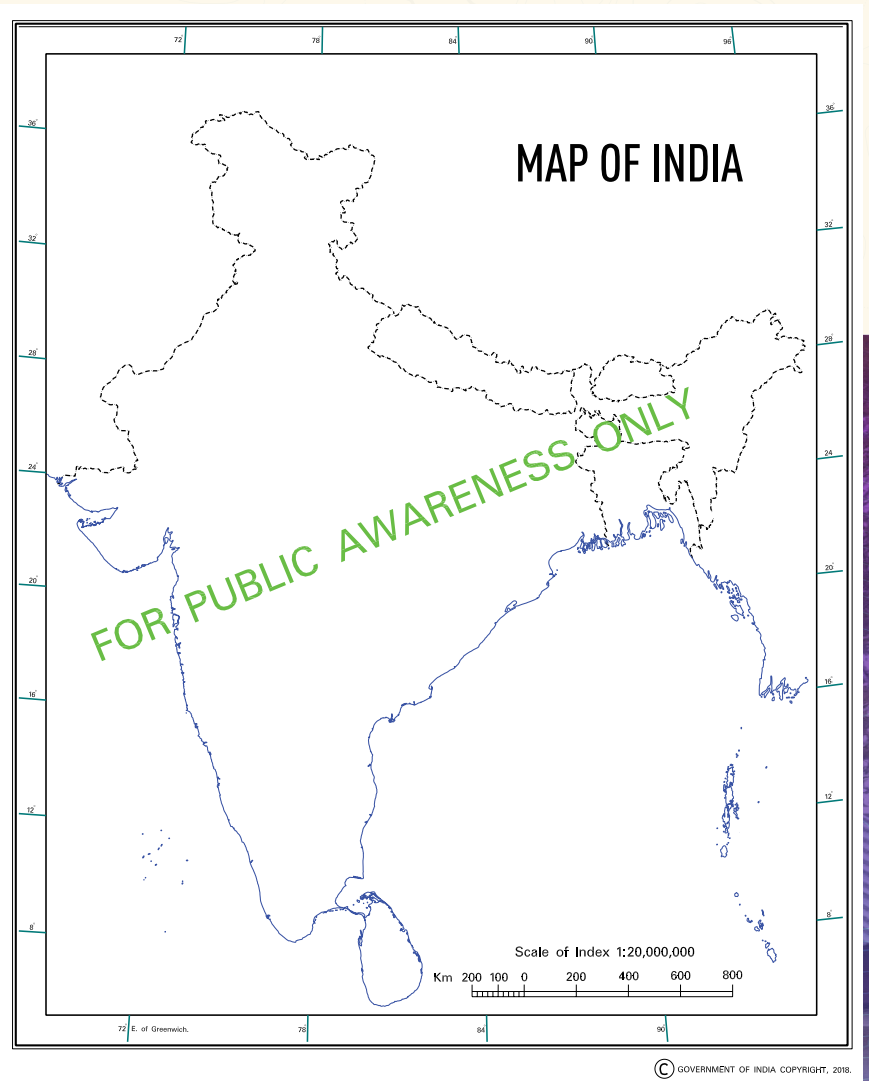 72° 78° 84° 90° 96°
36° 36°
MAP OF INDIA
32° 32°
28° 28°
24° 24°
FOR PUBLIC AWARENESS ONLY
20° 20°
16° 16°
12° 12°
8° 8°
Scale of Index 1:20,000,000
Km 200 100 0 200 400 600 800
72° E. of Greenwich. 78° 84° 90°
© GOVERNMENT OF INDIA COPYRIGHT, 2018.